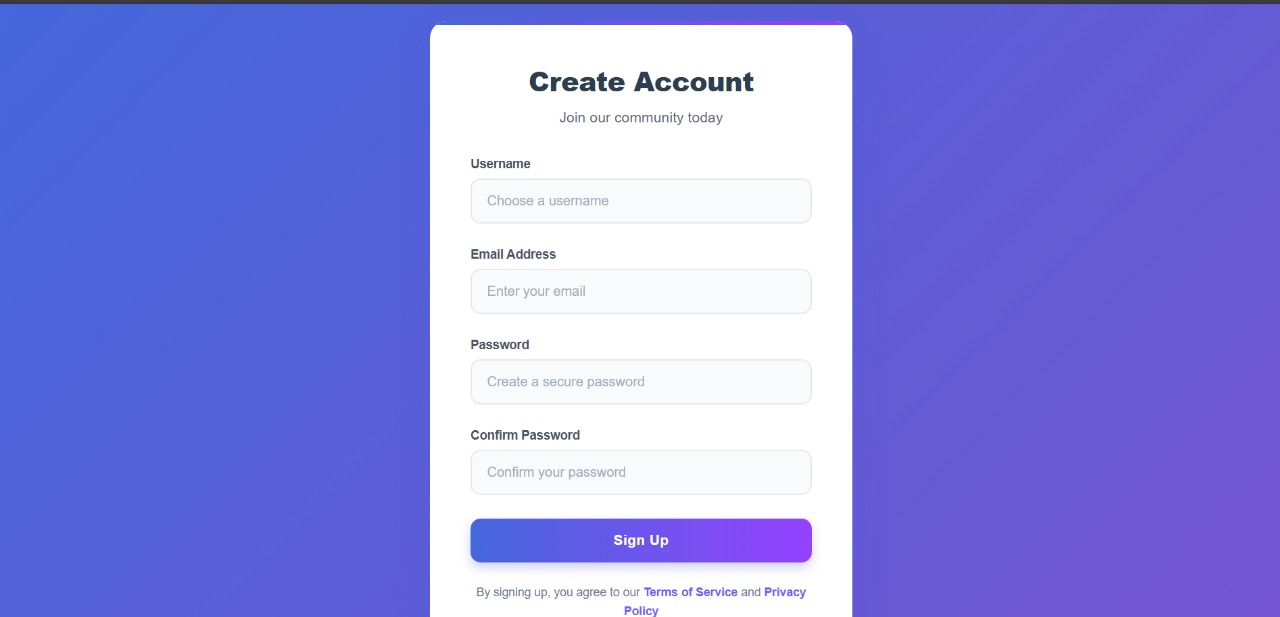 Create Account
Join our community today
Username
Choose a username
Email Address
Enter your email
Password
Create a secure password
Confirm Password
Confirm your password
Sign Up
By signing up, you agree to our Terms of Service and Privacy
Policy